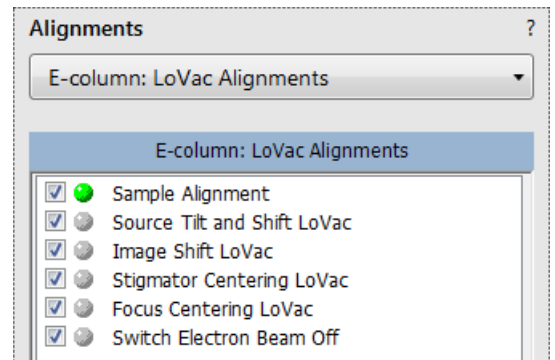 Alignments ?
E-column: LoVac Alignments
E-column: LoVac Alignments
Sample Alignment
Source Tilt and Shift LoVac
Image Shift LoVac
Stigmator Centering LoVac
Focus Centering LoVac
Switch Electron Beam Off